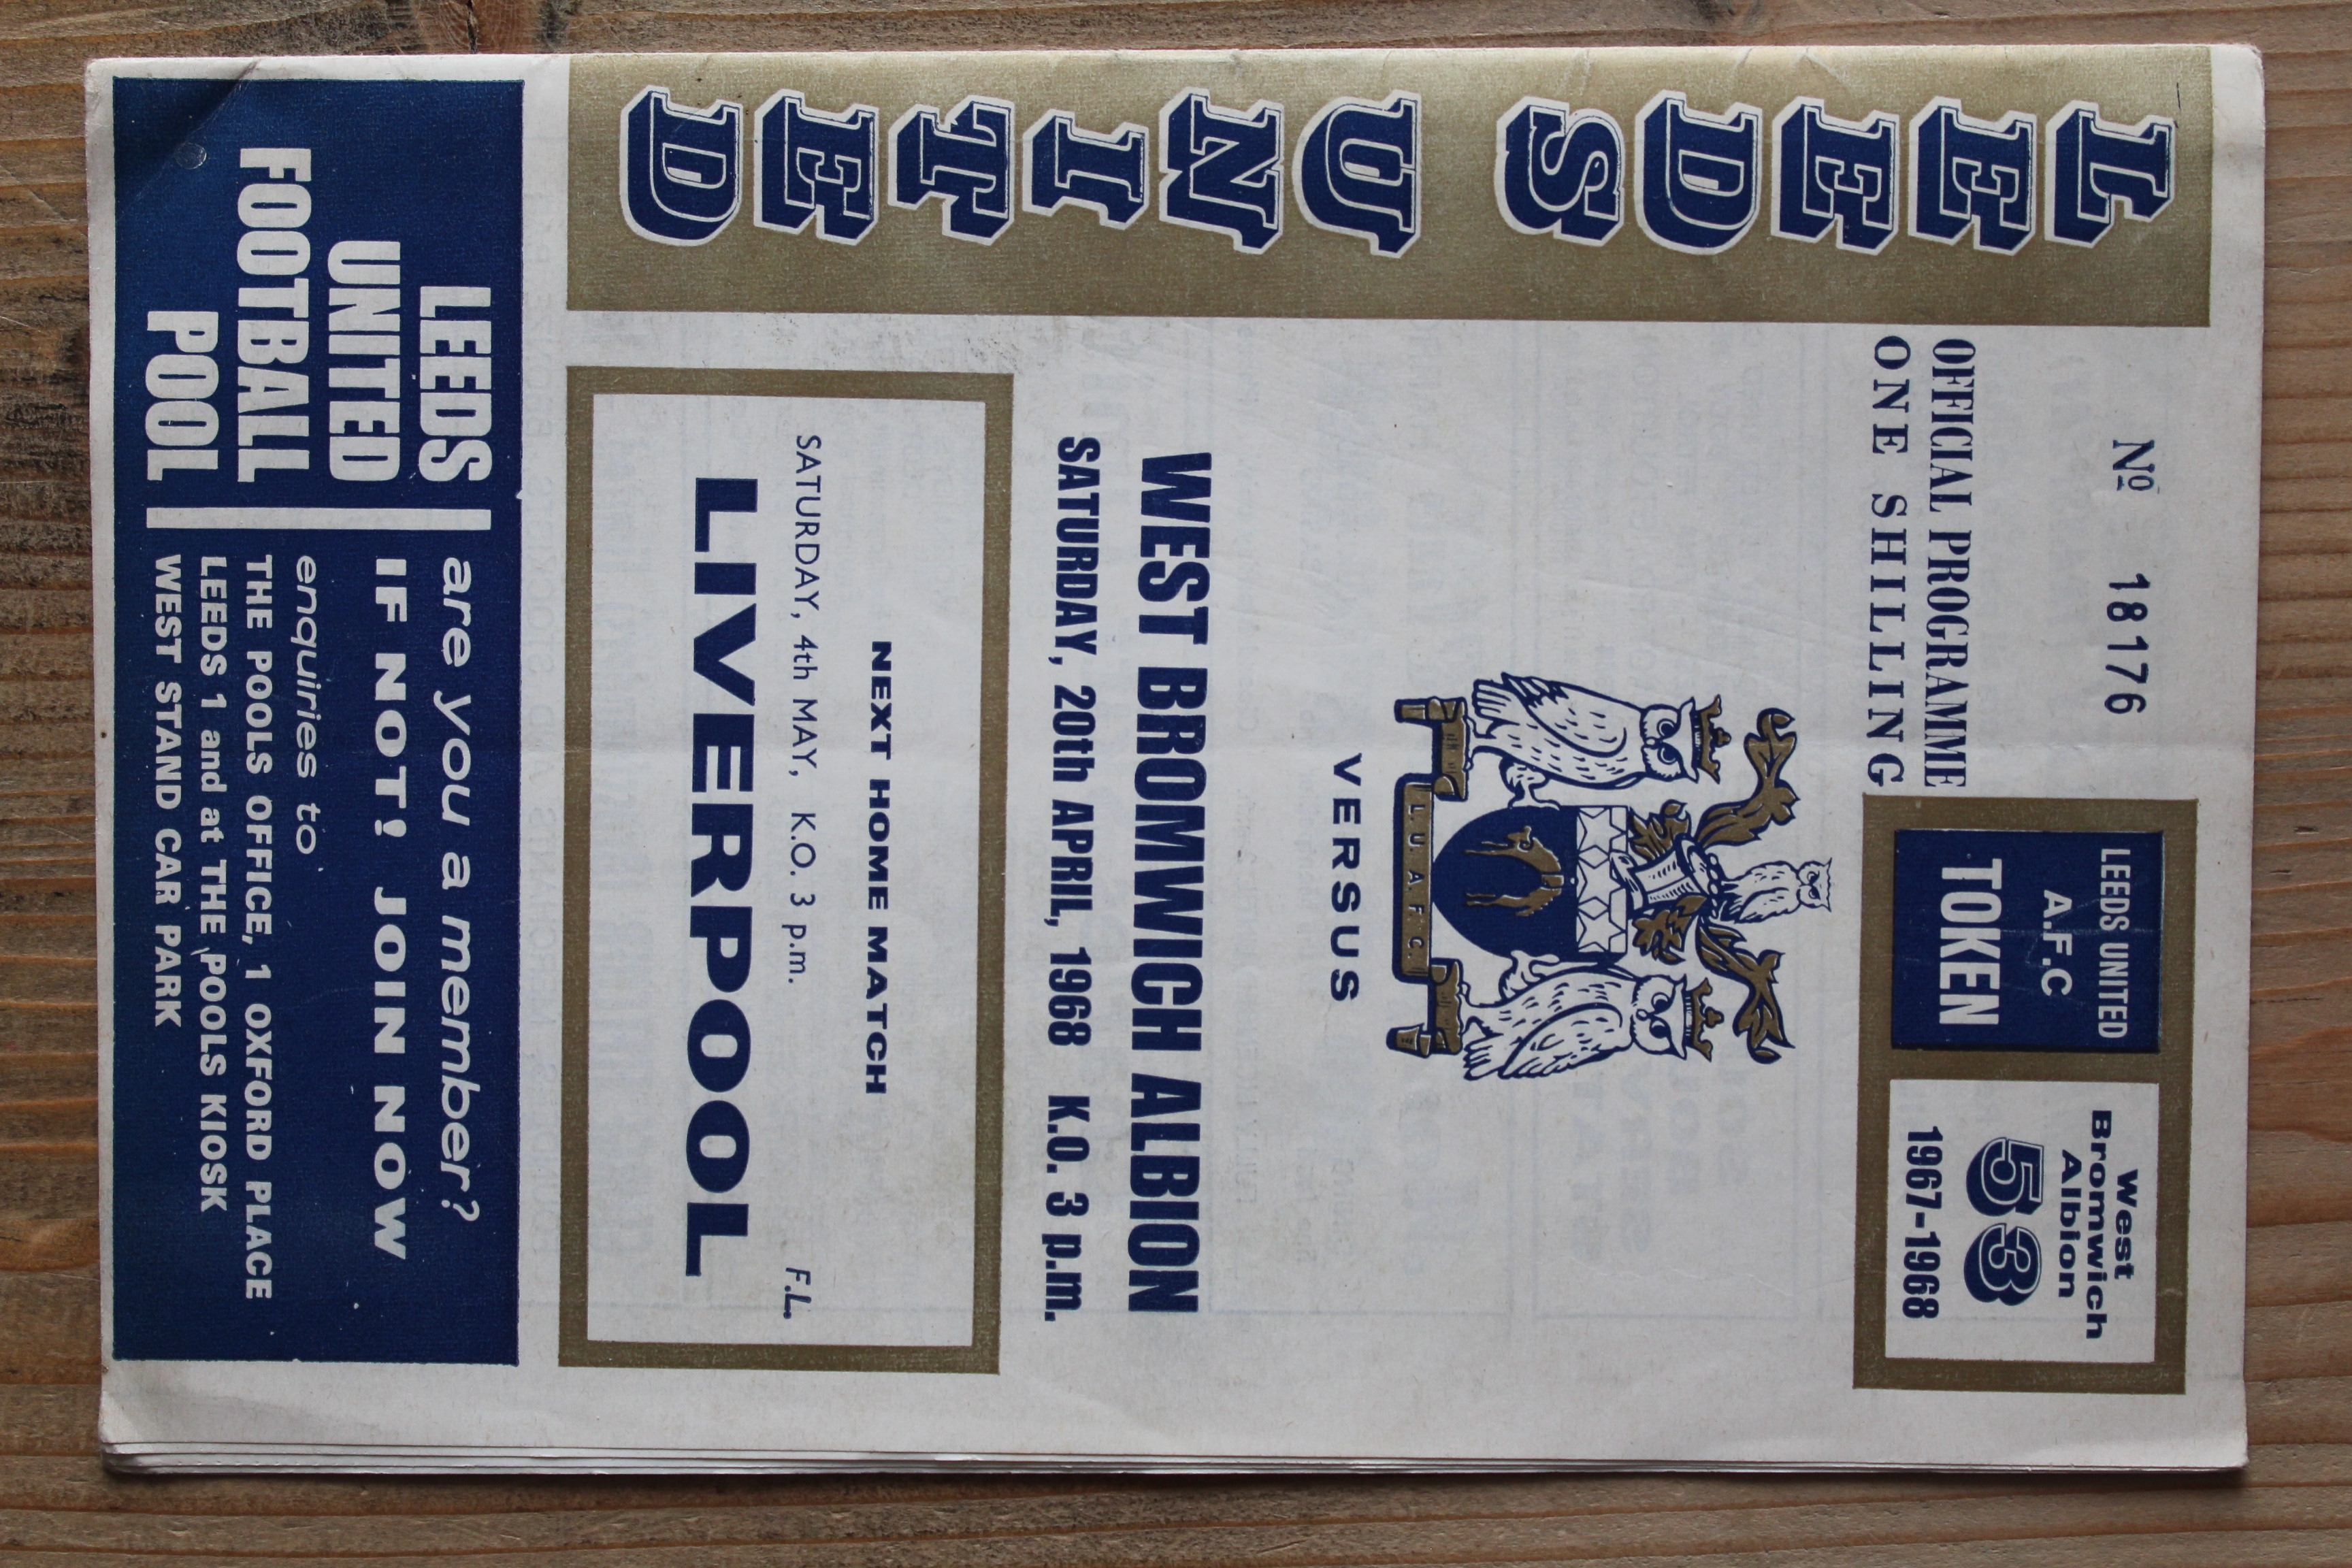 LEEDS UNITED
Nº 18176
OFFICIAL PROGRAMME
ONE SHILLING
LEEDS UNITED
A.F.C
TOKEN
West
Bromwich
Albion
53
1967-1968
L. U. A. F. C.
VERSUS
WEST BROMWICH ALBION
SATURDAY, 20th APRIL, 1968 K.O. 3 p.m.
NEXT HOME MATCH
SATURDAY, 4th MAY, K.O. 3 p.m. F.L.
LIVERPOOL
LEEDS
UNITED
FOOTBALL
POOL
are you a member?
IF NOT! JOIN NOW
enquiries to
THE POOLS OFFICE, 1 OXFORD PLACE
LEEDS 1 and at THE POOLS KIOSK
WEST STAND CAR PARK